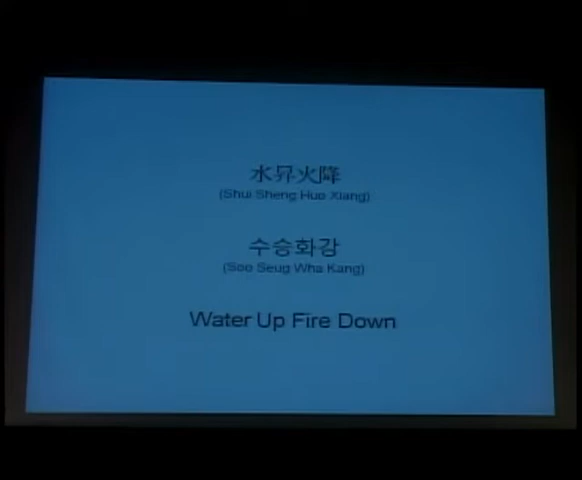 水昇火降
(Shui Sheng Huo Xiang)
수승화강
(Soo Seug Wha Kang)
Water Up Fire Down